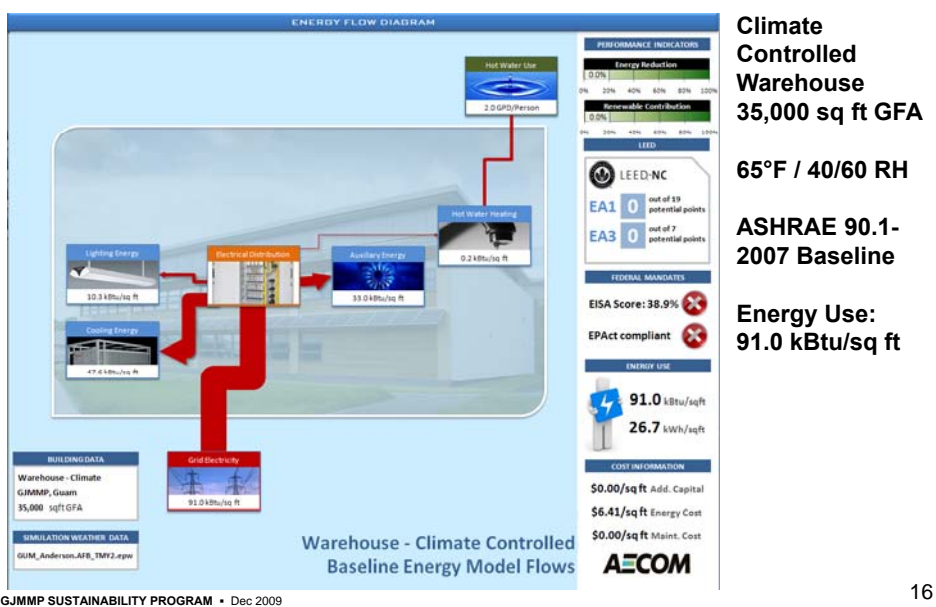 ENERGY FLOW DIAGRAM
Hot Water Use
2.0 GPD/Person
Hot Water Heating
0.2 kBtu/sq ft
Lighting Energy
10.3 kBtu/sq ft
Electrical Distribution
Auxiliary Energy
33.0 kBtu/sq ft
Cooling Energy
47.6 kBtu/sq ft
Grid Electricity
91.0 kBtu/sq ft
BUILDING DATA
Warehouse - Climate
GJMMP, Guam
35,000 sqft GFA
SIMULATION WEATHER DATA
GUM_Anderson.AFB_TMY2.epw
Warehouse - Climate Controlled
Baseline Energy Model Flows
PERFORMANCE INDICATORS
Energy Reduction
0.0%
0% 20% 40% 60% 80% 100%
Renewable Contribution
0.0%
0% 20% 40% 60% 80% 100%
LEED
LEED-NC
EA1 0 out of 19 potential points
EA3 0 out of 7 potential points
FEDERAL MANDATES
EISA Score: 38.9%
EPAct compliant
ENERGY USE
91.0 kBtu/sqft
26.7 kWh/sqft
COST INFORMATION
$0.00/sq ft Add. Capital
$6.41/sq ft Energy Cost
$0.00/sq ft Maint. Cost
AECOM
Climate
Controlled
Warehouse
35,000 sq ft GFA
65°F / 40/60 RH
ASHRAE 90.1-
2007 Baseline
Energy Use:
91.0 kBtu/sq ft
GJMMP SUSTAINABILITY PROGRAM ▪ Dec 2009
16